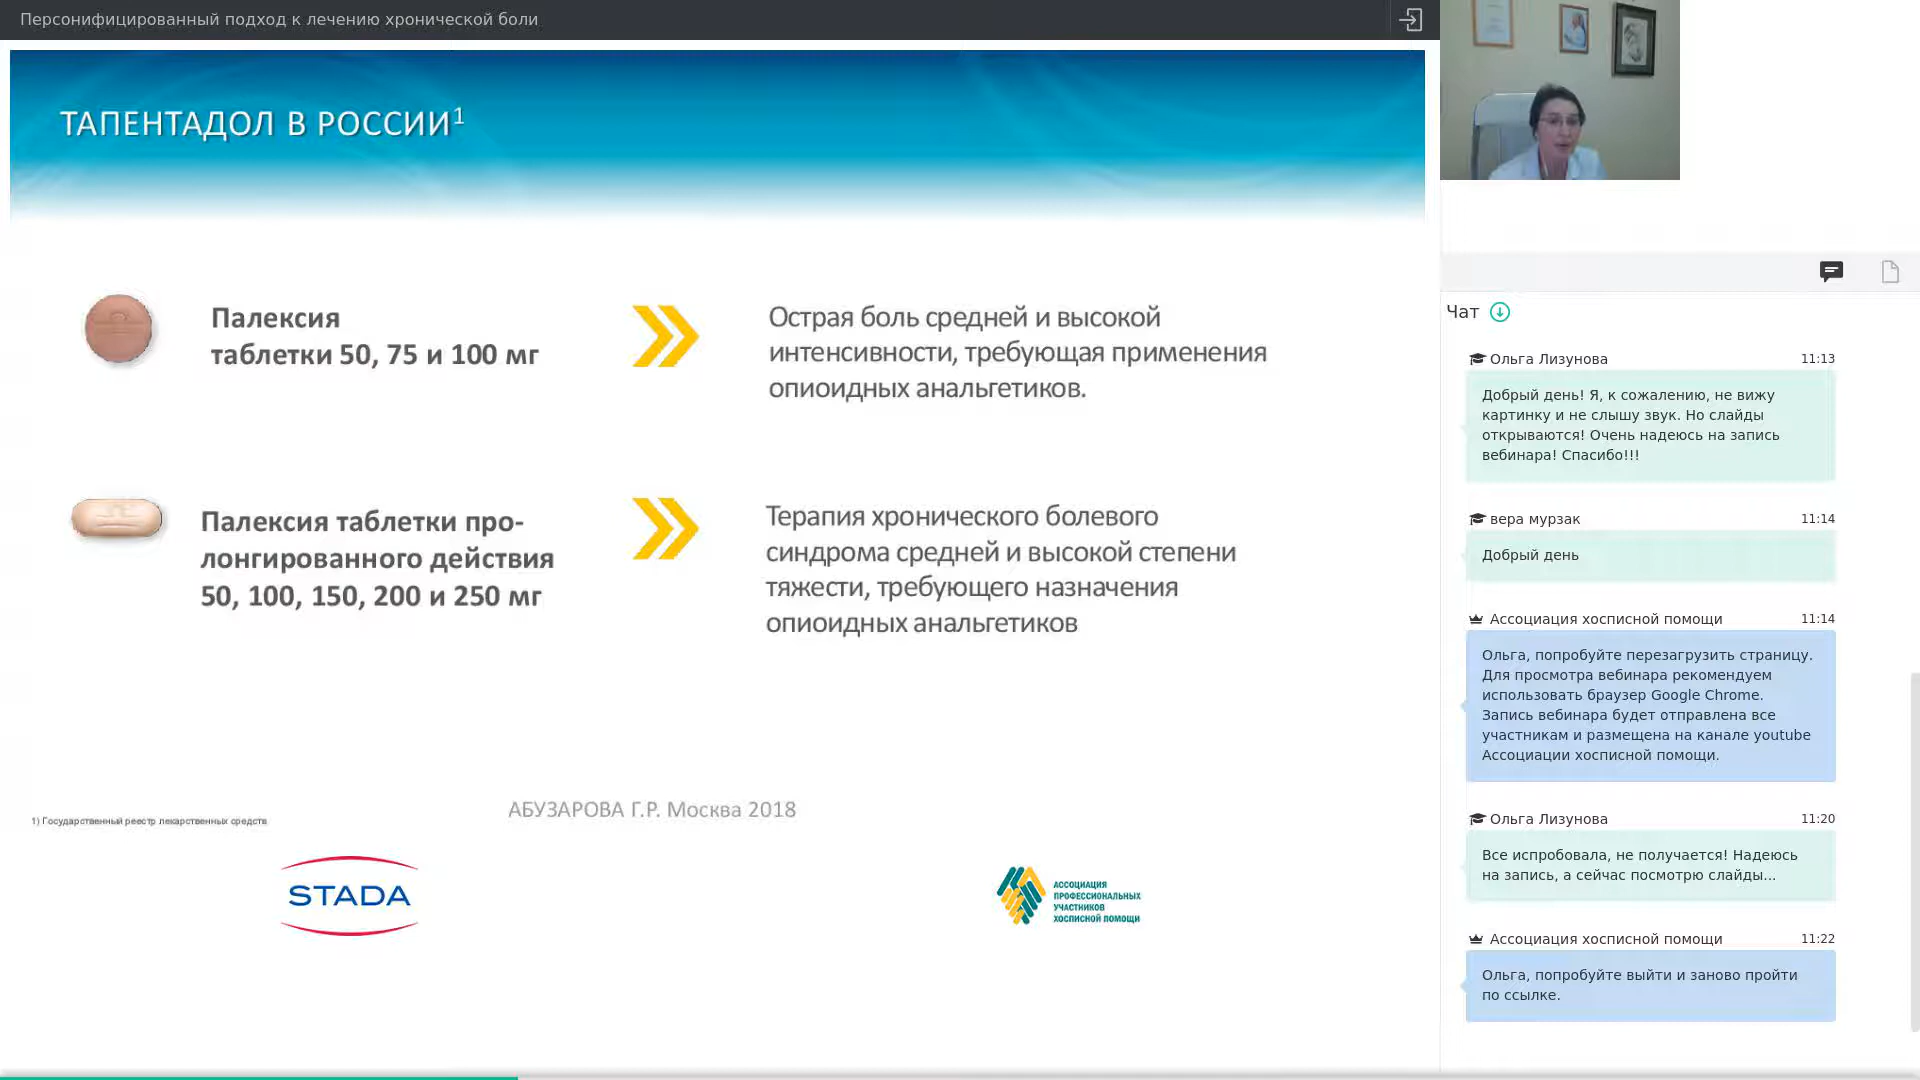 Персонифицированный подход к лечению хронической боли
ТАПЕНТАДОЛ В РОССИИ1
Палексия
таблетки 50, 75 и 100 мг
Острая боль средней и высокой
интенсивности, требующая применения
опиоидных анальгетиков.
Палексия таблетки про-
лонгированного действия
50, 100, 150, 200 и 250 мг
Терапия хронического болевого
синдрома средней и высокой степени
тяжести, требующего назначения
опиоидных анальгетиков
АБУЗАРОВА Г.Р. Москва 2018
1) Государственный реестр лекарственных средств
STADA
АССОЦИАЦИЯ
ПРОФЕССИОНАЛЬНЫХ
УЧАСТНИКОВ
ХОСПИСНОЙ ПОМОЩИ
Чат
Ольга Лизунова 11:13
Добрый день! Я, к сожалению, не вижу
картинку и не слышу звук. Но слайды
открываются! Очень надеюсь на запись
вебинара! Спасибо!!!
вера мурзак 11:14
Добрый день
Ассоциация хосписной помощи 11:14
Ольга, попробуйте перезагрузить страницу.
Для просмотра вебинара рекомендуем
использовать браузер Google Chrome.
Запись вебинара будет отправлена все
участникам и размещена на канале youtube
Ассоциации хосписной помощи.
Ольга Лизунова 11:20
Все испробовала, не получается! Надеюсь
на запись, а сейчас посмотрю слайды...
Ассоциация хосписной помощи 11:22
Ольга, попробуйте выйти и заново пройти
по ссылке.